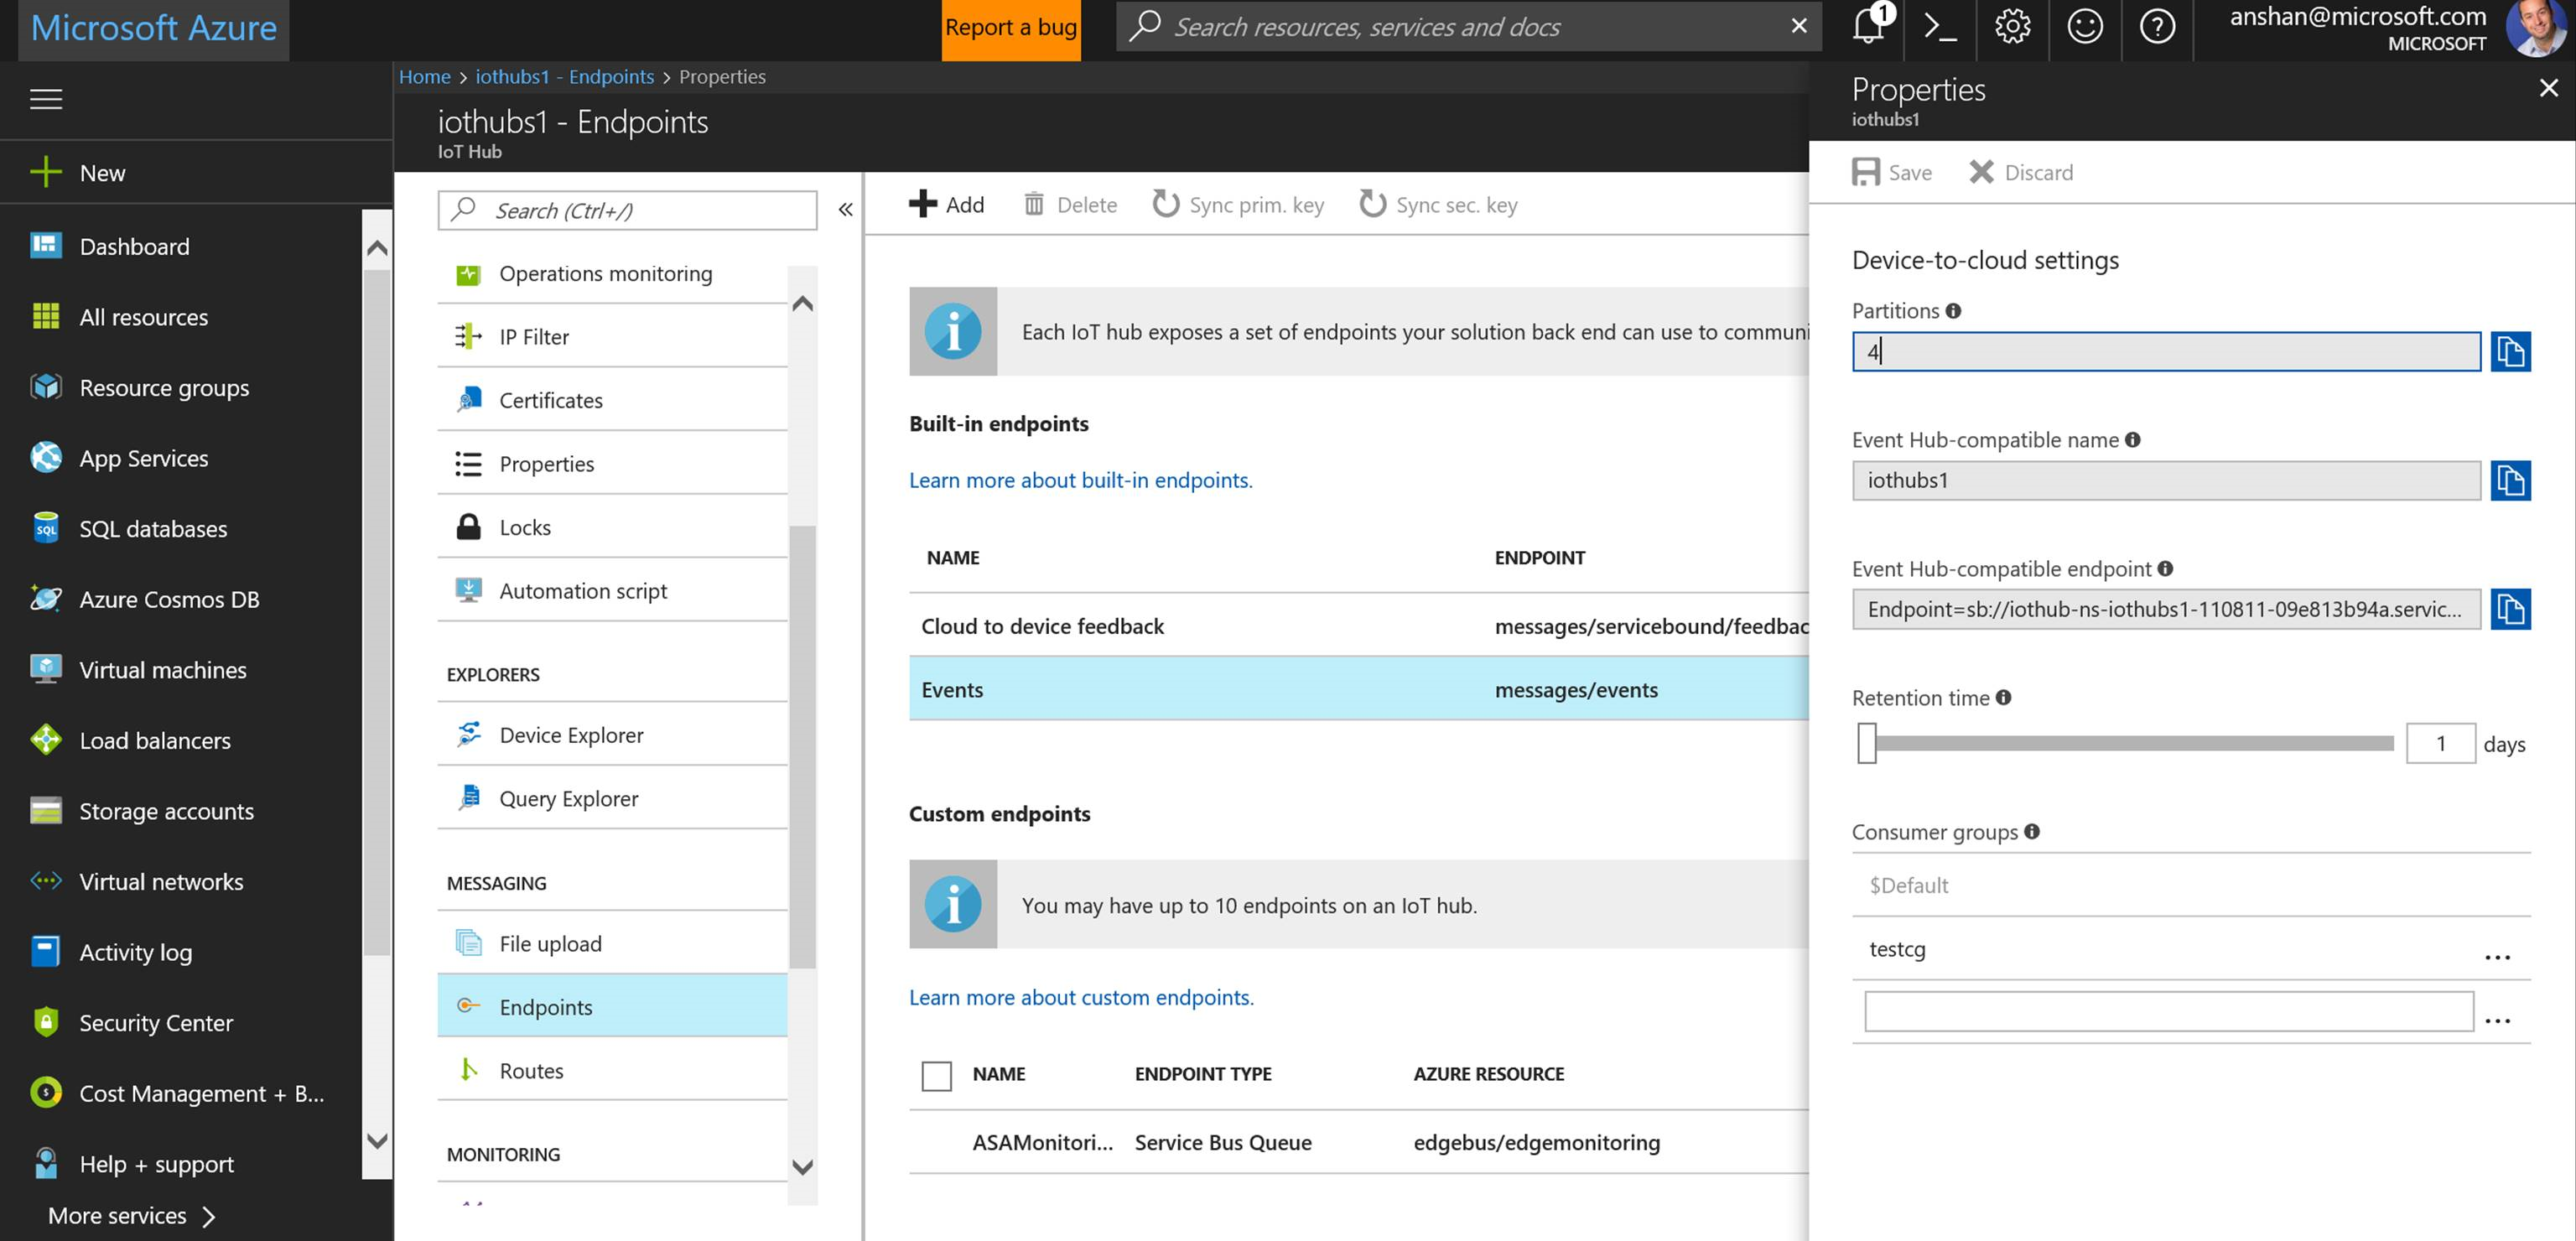 Microsoft Azure
Report a bug
Search resources, services and docs
1
anshan@microsoft.com
MICROSOFT
Home > iothubs1 - Endpoints > Properties
iothubs1 - Endpoints
IoT Hub
New
Dashboard
All resources
Resource groups
App Services
SQL databases
SQL
Azure Cosmos DB
Virtual machines
Load balancers
Storage accounts
Virtual networks
Activity log
Security Center
Cost Management + B...
Help + support
More services
Search (Ctrl+/)
Operations monitoring
IP Filter
Certificates
Properties
Locks
Automation script
EXPLORERS
Device Explorer
Query Explorer
MESSAGING
File upload
Endpoints
Routes
MONITORING
Add Delete Sync prim. key Sync sec. key
Each IoT hub exposes a set of endpoints your solution back end can use to communi
Built-in endpoints
Learn more about built-in endpoints.
NAME ENDPOINT
Cloud to device feedback messages/servicebound/feedbac
Events messages/events
Custom endpoints
You may have up to 10 endpoints on an IoT hub.
Learn more about custom endpoints.
NAME ENDPOINT TYPE AZURE RESOURCE
ASAMonitori... Service Bus Queue edgebus/edgemonitoring
Properties
iothubs1
Save Discard
Device-to-cloud settings
Partitions
4
Event Hub-compatible name
iothubs1
Event Hub-compatible endpoint
Endpoint=sb://iothub-ns-iothubs1-110811-09e813b94a.servic...
Retention time
1 days
Consumer groups
$Default
testcg